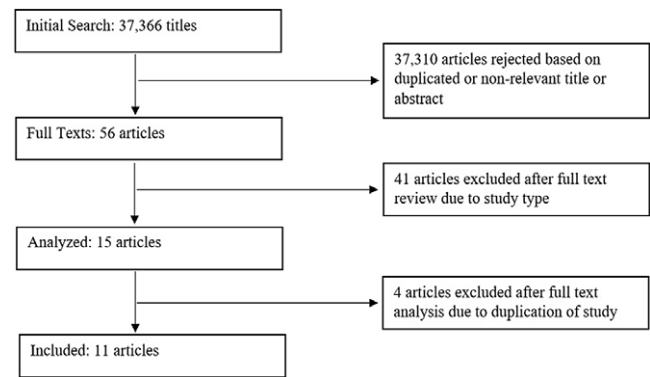 Initial Search: 37,366 titles
37,310 articles rejected based on
duplicated or non-relevant title or
abstract
Full Texts: 56 articles
41 articles excluded after full text
review due to study type
Analyzed: 15 articles
4 articles excluded after full text
analysis due to duplication of study
Included: 11 articles